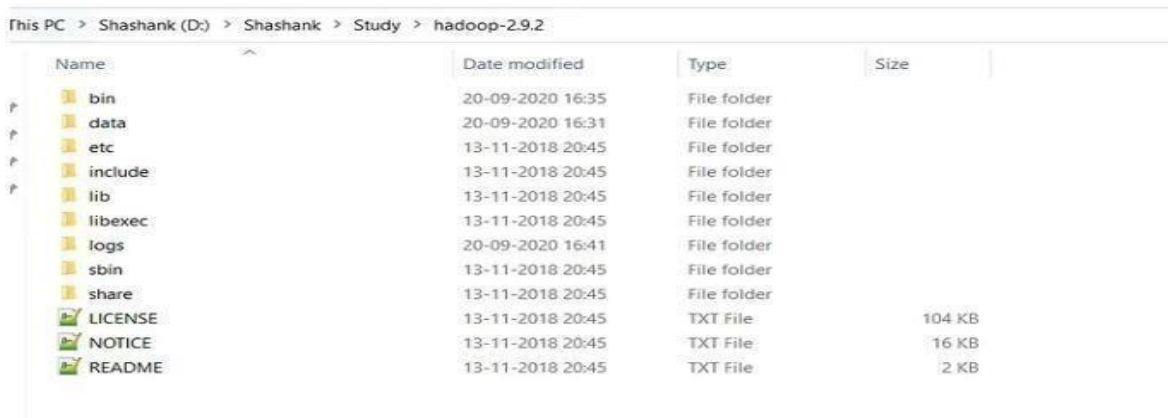 This PC > Shashank (D:) > Shashank > Study > hadoop-2.9.2
Name Date modified Type Size
bin 20-09-2020 16:35 File folder
data 20-09-2020 16:31 File folder
etc 13-11-2018 20:45 File folder
include 13-11-2018 20:45 File folder
lib 13-11-2018 20:45 File folder
libexec 13-11-2018 20:45 File folder
logs 20-09-2020 16:41 File folder
sbin 13-11-2018 20:45 File folder
share 13-11-2018 20:45 File folder
LICENSE 13-11-2018 20:45 TXT File 104 KB
NOTICE 13-11-2018 20:45 TXT File 16 KB
README 13-11-2018 20:45 TXT File 2 KB